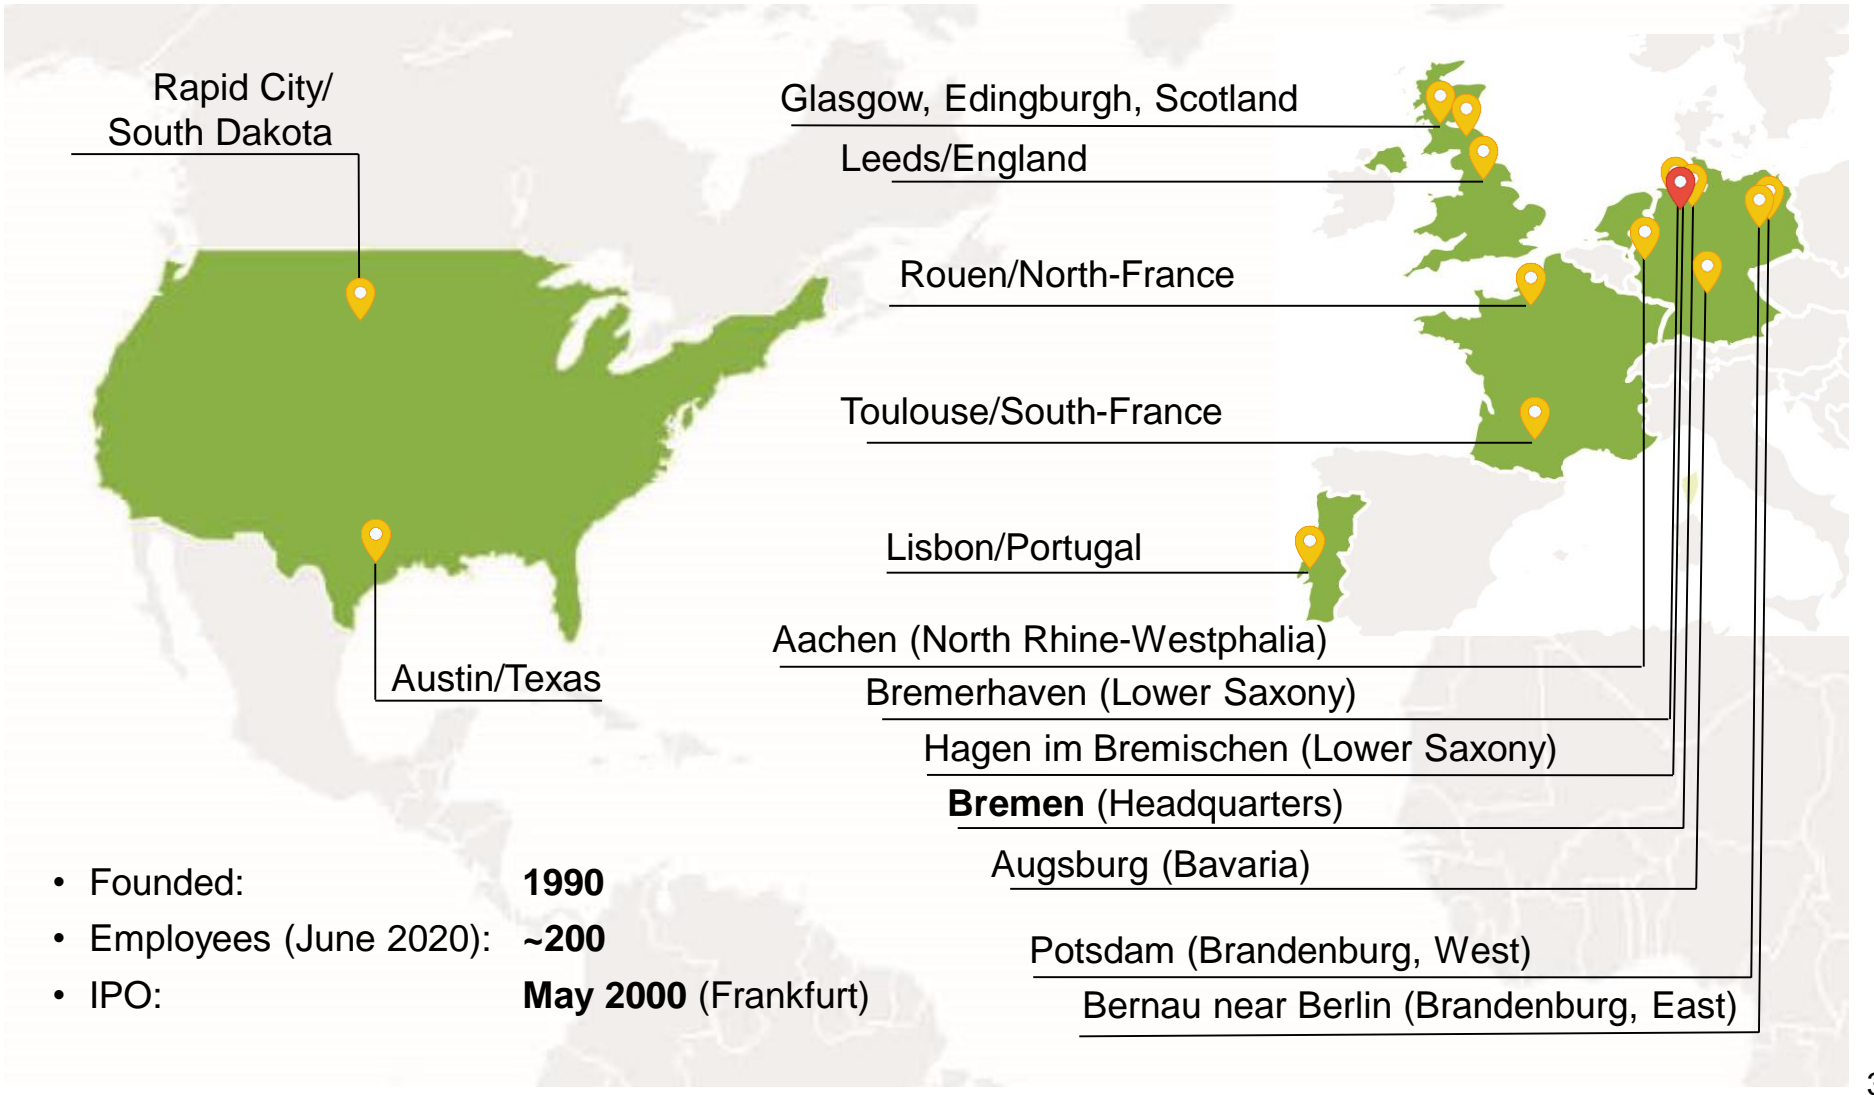 Rapid City/
South Dakota
Austin/Texas
Glasgow, Edingburgh, Scotland
Leeds/England
Rouen/North-France
Toulouse/South-France
Lisbon/Portugal
Aachen (North Rhine-Westphalia)
Bremerhaven (Lower Saxony)
Hagen im Bremischen (Lower Saxony)
Bremen (Headquarters)
Augsburg (Bavaria)
Potsdam (Brandenburg, West)
Bernau near Berlin (Brandenburg, East)
• Founded: 1990
• Employees (June 2020): ~200
• IPO: May 2000 (Frankfurt)